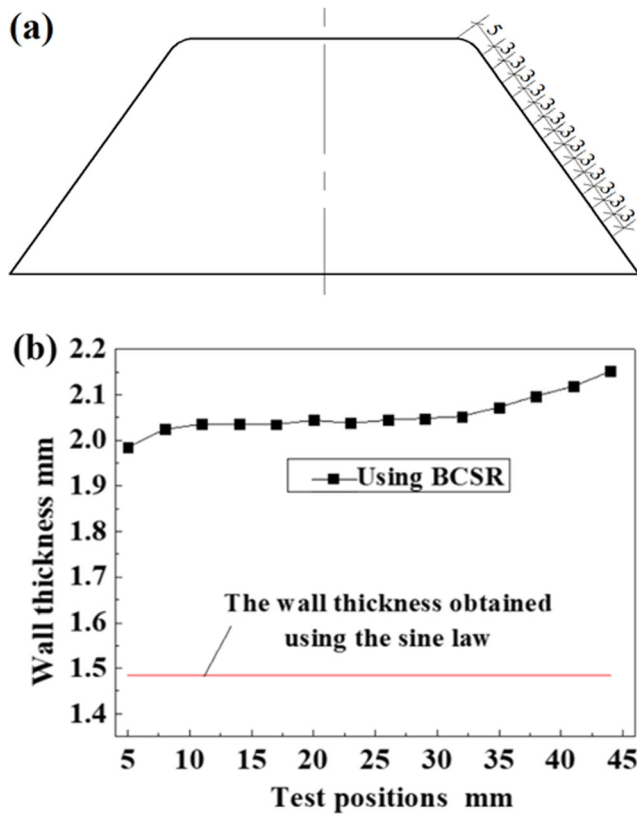 (a)
5 3 3 3 3 3 3 3 3 3 3 3 3 3
(b)
2.2
2.1
2.0
1.9
1.8
1.7
1.6
1.5
1.4
Wall thickness mm
Using BCSR
The wall thickness obtained
using the sine law
5 10 15 20 25 30 35 40 45
Test positions mm